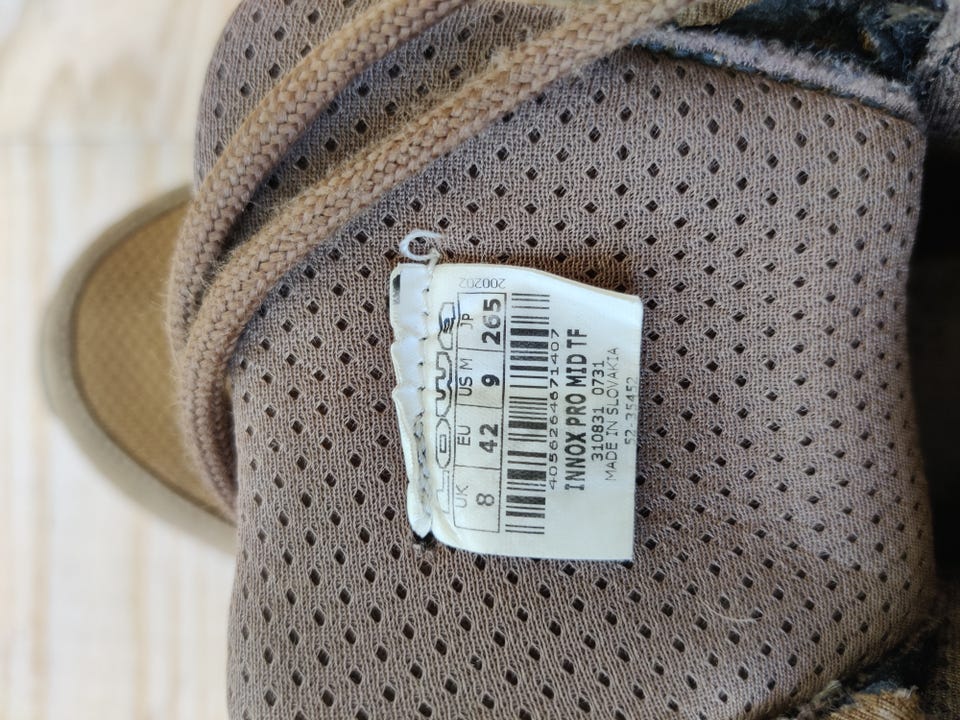 200202
LOWA
UK EU US M JP
8 42 9 265
4056264671407
INNOX PRO MID TF
310831 0731
MADE IN SLOVAKIA